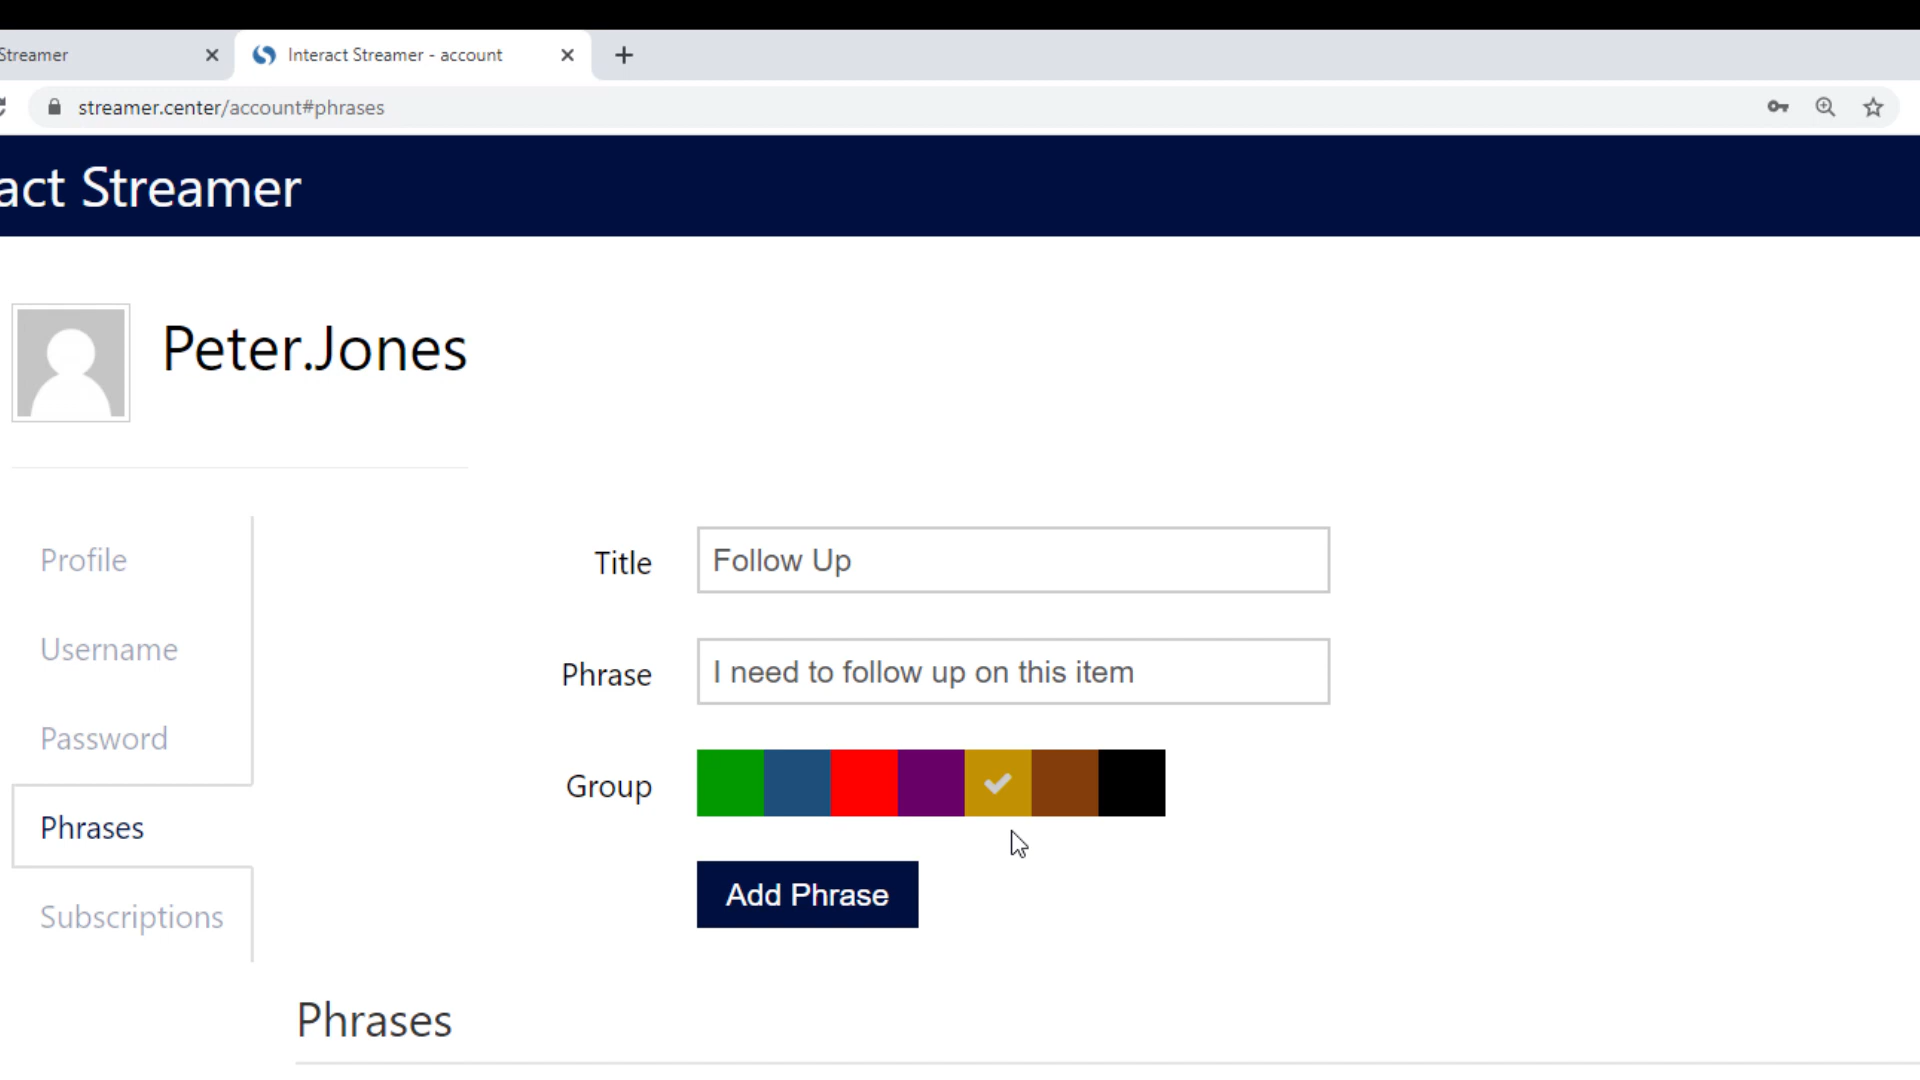 Streamer
Interact Streamer - account
streamer.center/account#phrases
act Streamer
Peter.Jones
Profile
Username
Password
Phrases
Subscriptions
Title
Follow Up
Phrase
I need to follow up on this item
Group
Add Phrase
Phrases